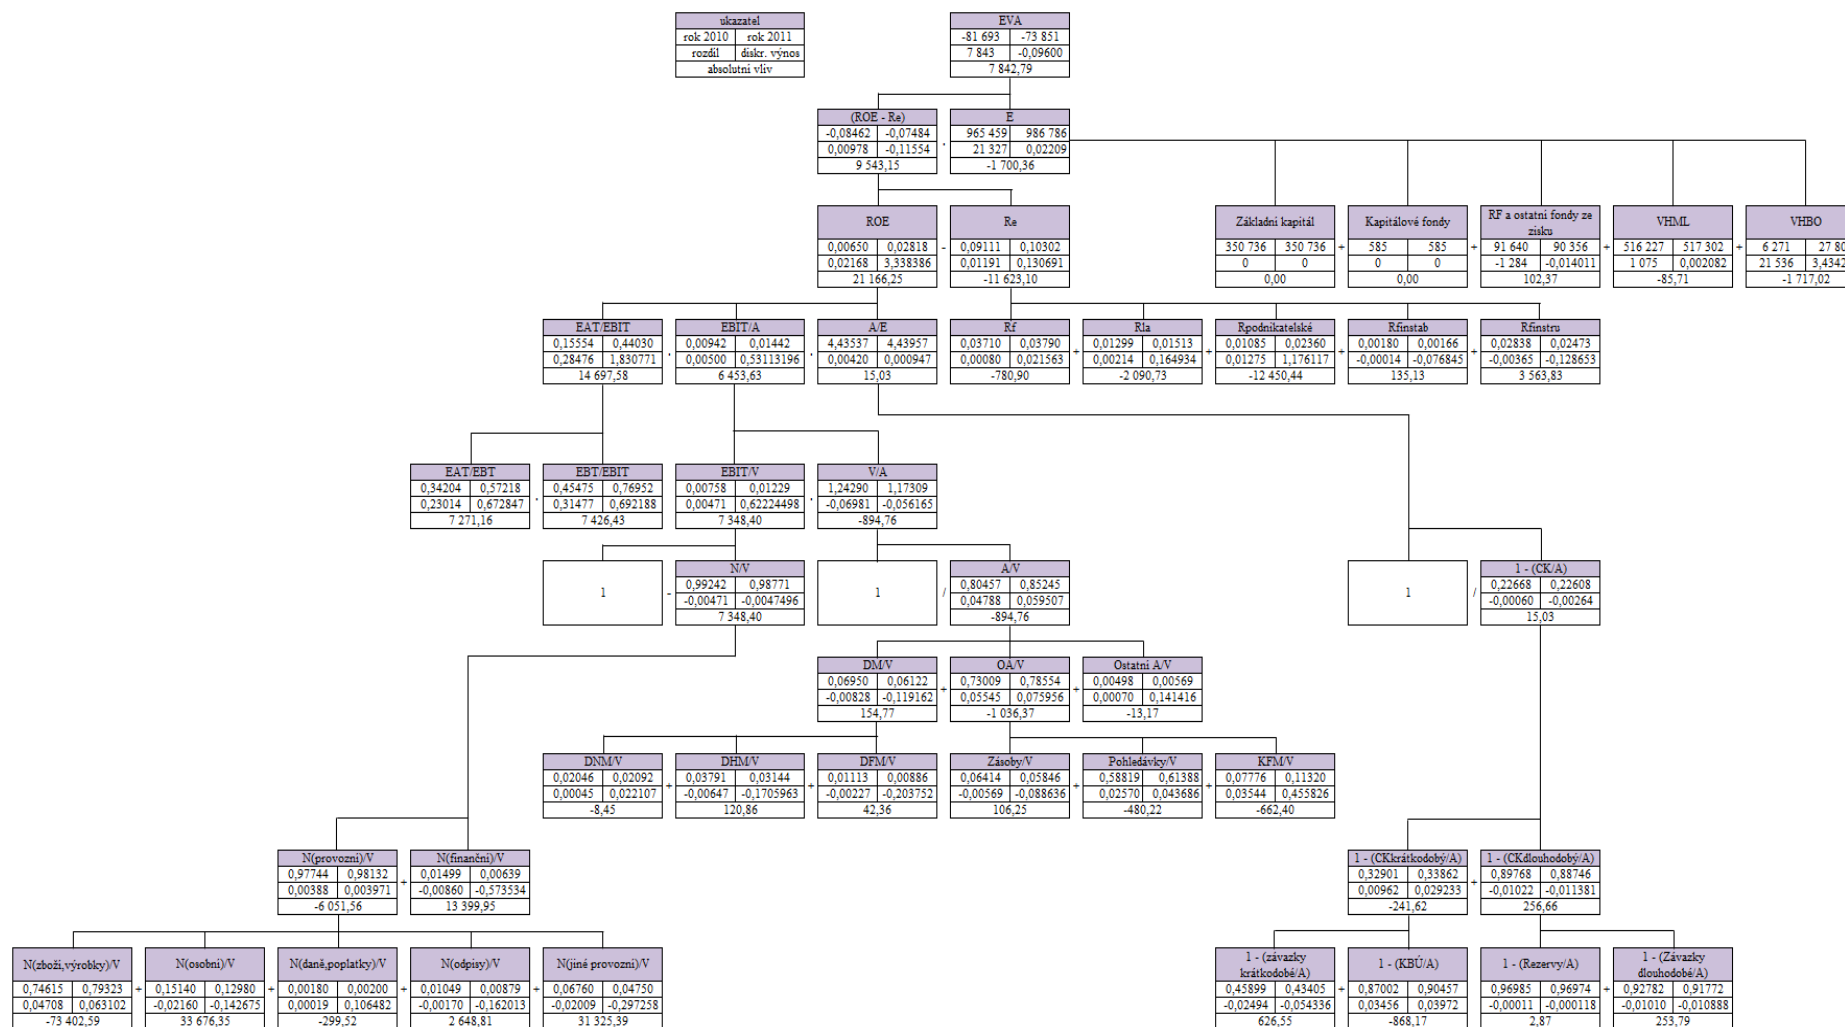 ukazatel
rok 2010 rok 2011
rozdíl diskr. výnos
absolutní vliv
EVA
-81 693 -73 851
7 843 -0,09600
7 842,79
(ROE - Re)
-0,08462 -0,07484
0,00978 -0,11554
9 543,15
.
E
965 459 986 786
21 327 0,02209
-1 700,36
ROE
0,00650 0,02818
0,02168 3,338386
21 166,25
-
Re
0,09111 0,10302
0,01191 0,130691
-11 623,10
Základní kapitál
350 736 350 736
0 0
0,00
+
Kapitálové fondy
585 585
0 0
0,00
+
RF a ostatní fondy ze
zisku
91 640 90 356
-1 284 -0,014011
102,37
+
VHML
516 227 517 302
1 075 0,002082
-85,71
+
VHBO
6 271 27 80
21 536 3,4342
-1 717,02
EAT/EBIT
0,15554 0,44030
0,28476 1,830771
14 697,58
.
EBIT/A
0,00942 0,01442
0,00500 0,53113196
6 453,63
.
A/E
4,43537 4,43957
0,00420 0,000947
15,03
Rf
0,03710 0,03790
0,00080 0,021563
-780,90
+
Rla
0,01299 0,01513
0,00214 0,164934
-2 090,73
+
Rpodnikatelské
0,01085 0,02360
0,01275 1,176117
-12 450,44
+
Rfinstab
0,00180 0,00166
-0,00014 -0,076845
135,13
+
Rfinstru
0,02838 0,02473
-0,00365 -0,128653
3 563,83
EAT/EBT
0,34204 0,57218
0,23014 0,672847
7 271,16
.
EBT/EBIT
0,45475 0,76952
0,31477 0,692188
7 426,43
EBIT/V
0,00758 0,01229
0,00471 0,62224498
7 348,40
.
V/A
1,24290 1,17309
-0,06981 -0,056165
-894,76
1
-
N/V
0,99242 0,98771
-0,00471 -0,0047496
7 348,40
1
/
A/V
0,80457 0,85245
0,04788 0,059507
-894,76
1
/
1 - (CK/A)
0,22668 0,22608
-0,00060 -0,00264
15,03
DM/V
0,06950 0,06122
-0,00828 -0,119162
154,77
+
OA/V
0,73009 0,78554
0,05545 0,075956
-1 036,37
+
Ostatní A/V
0,00498 0,00569
0,00070 0,141416
-13,17
DNM/V
0,02046 0,02092
0,00045 0,022107
-8,45
+
DHM/V
0,03791 0,03144
-0,00647 -0,1705963
120,86
+
DFM/V
0,01113 0,00886
-0,00227 -0,203752
42,36
Zásoby/V
0,06414 0,05846
-0,00569 -0,088636
106,25
+
Pohledávky/V
0,58819 0,61388
0,02570 0,043686
-480,22
+
KFM/V
0,07776 0,11320
0,03544 0,455826
-662,40
N(provozní)/V
0,97744 0,98132
0,00388 0,003971
-6 051,56
+
N(finanční)/V
0,01499 0,00639
-0,00860 -0,573534
13 399,95
1 - (CKkrátkodobý/A)
0,32901 0,33862
0,00962 0,029233
-241,62
+
1 - (CKdlouhodobý/A)
0,89768 0,88746
-0,01022 -0,011381
256,66
N(zboží,výrobky)/V
0,74615 0,79323
0,04708 0,063102
-73 402,59
+
N(osobní)/V
0,15140 0,12980
-0,02160 -0,142675
33 676,35
+
N(daně,poplatky)/V
0,00180 0,00200
0,00019 0,106482
-299,52
+
N(odpisy)/V
0,01049 0,00879
-0,00170 -0,162013
2 648,81
+
N(jiné provozní)/V
0,06760 0,04750
-0,02009 -0,297258
31 325,39
1 - (závazky
krátkodobé/A)
0,45899 0,43405
-0,02494 -0,054336
626,55
+
1 - (KBÚ/A)
0,87002 0,90457
0,03456 0,03972
-868,17
1 - (Rezervy/A)
0,96985 0,96974
-0,00011 -0,000118
2,87
+
1 - (Závazky
dlouhodobé/A)
0,92782 0,91772
-0,01010 -0,010888
253,79